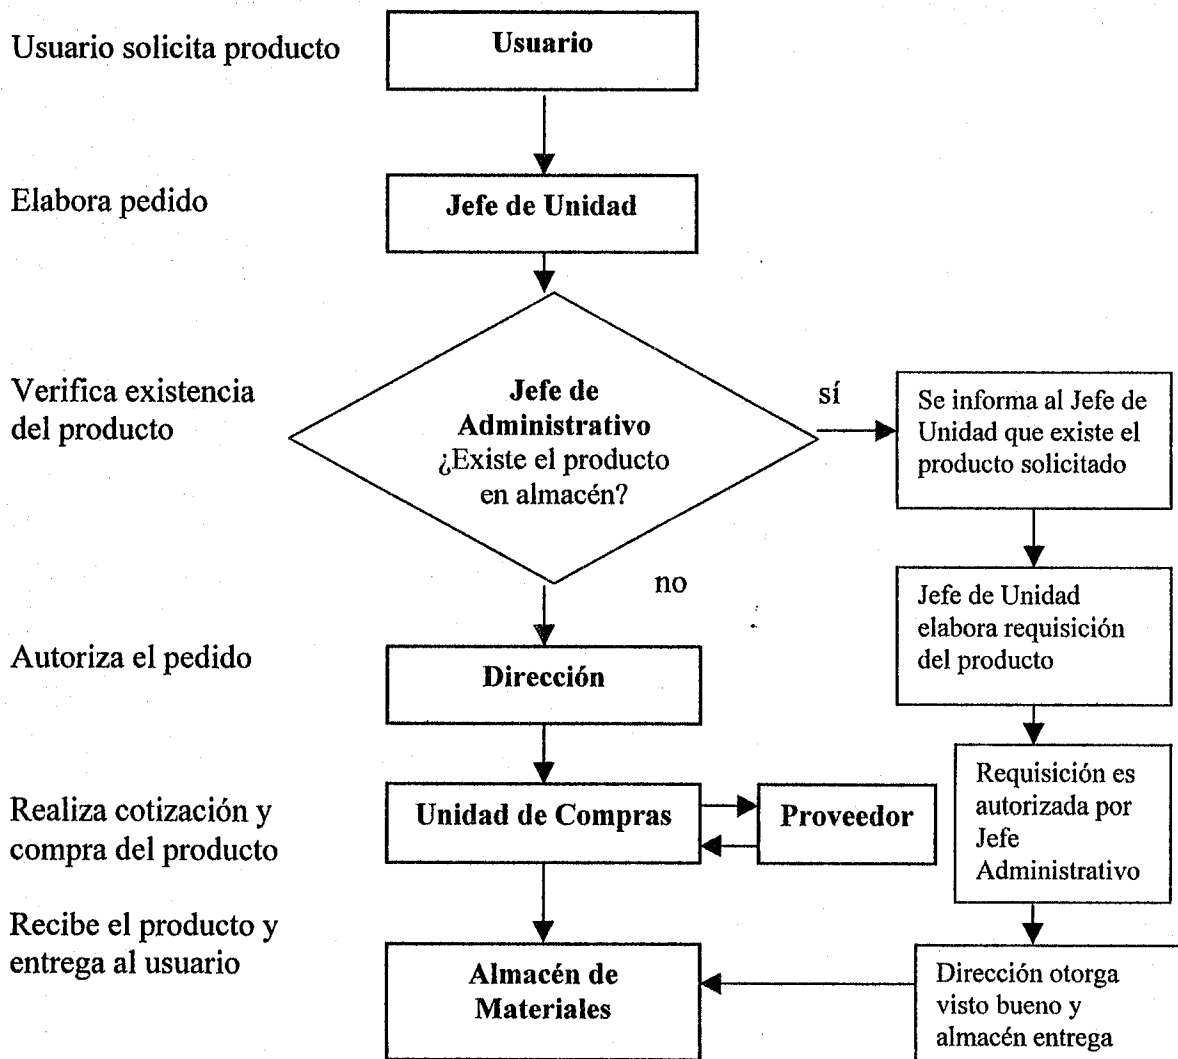 Usuario solicita producto
Usuario
Elabora pedido
Jefe de Unidad
Verifica existencia
del producto
Jefe de
Administrativo
¿Existe el producto
en almacén?
sí
Se informa al Jefe de
Unidad que existe el
producto solicitado
no
Jefe de Unidad
elabora requisición
del producto
Autoriza el pedido
Dirección
Requisición es
autorizada por
Jefe
Administrativo
Realiza cotización y
compra del producto
Unidad de Compras
Proveedor
Recibe el producto y
entrega al usuario
Almacén de
Materiales
Dirección otorga
visto bueno y
almacén entrega